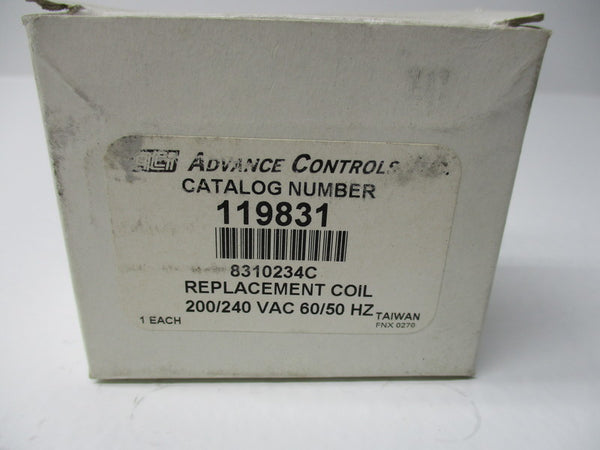 ACI ADVANCE CONTROLS
CATALOG NUMBER
119831
8310234C
REPLACEMENT COIL
200/240 VAC 60/50 HZ
1 EACH
TAIWAN
FNX 0270